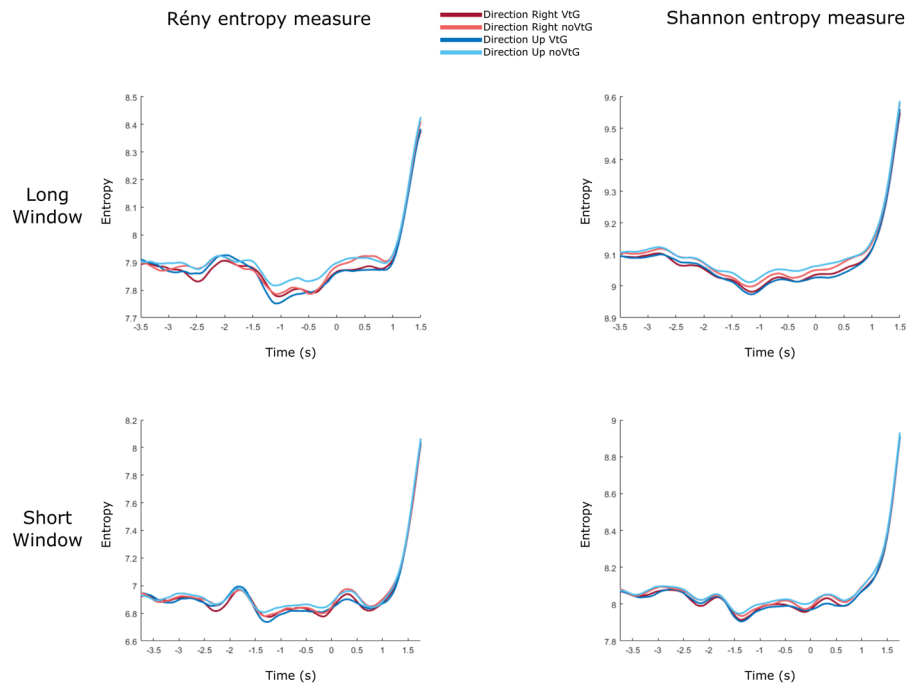 Rény entropy measure
Direction Right VtG
Direction Right noVtG
Direction Up VtG
Direction Up noVtG
Shannon entropy measure
Long
Window
Entropy
8.5
8.4
8.3
8.2
8.1
8
7.9
7.8
7.7
-3.5 -3 -2.5 -2 -1.5 -1 -0.5 0 0.5 1 1.5
Time (s)
Entropy
9.6
9.5
9.4
9.3
9.2
9.1
9
8.9
-3.5 -3 -2.5 -2 -1.5 -1 -0.5 0 0.5 1 1.5
Time (s)
Short
Window
Entropy
8.2
8
7.8
7.6
7.4
7.2
7
6.8
6.6
-3.5 -3 -2.5 -2 -1.5 -1 -0.5 0 0.5 1 1.5
Time (s)
Entropy
9
8.8
8.6
8.4
8.2
8
7.8
-3.5 -3 -2.5 -2 -1.5 -1 -0.5 0 0.5 1 1.5
Time (s)